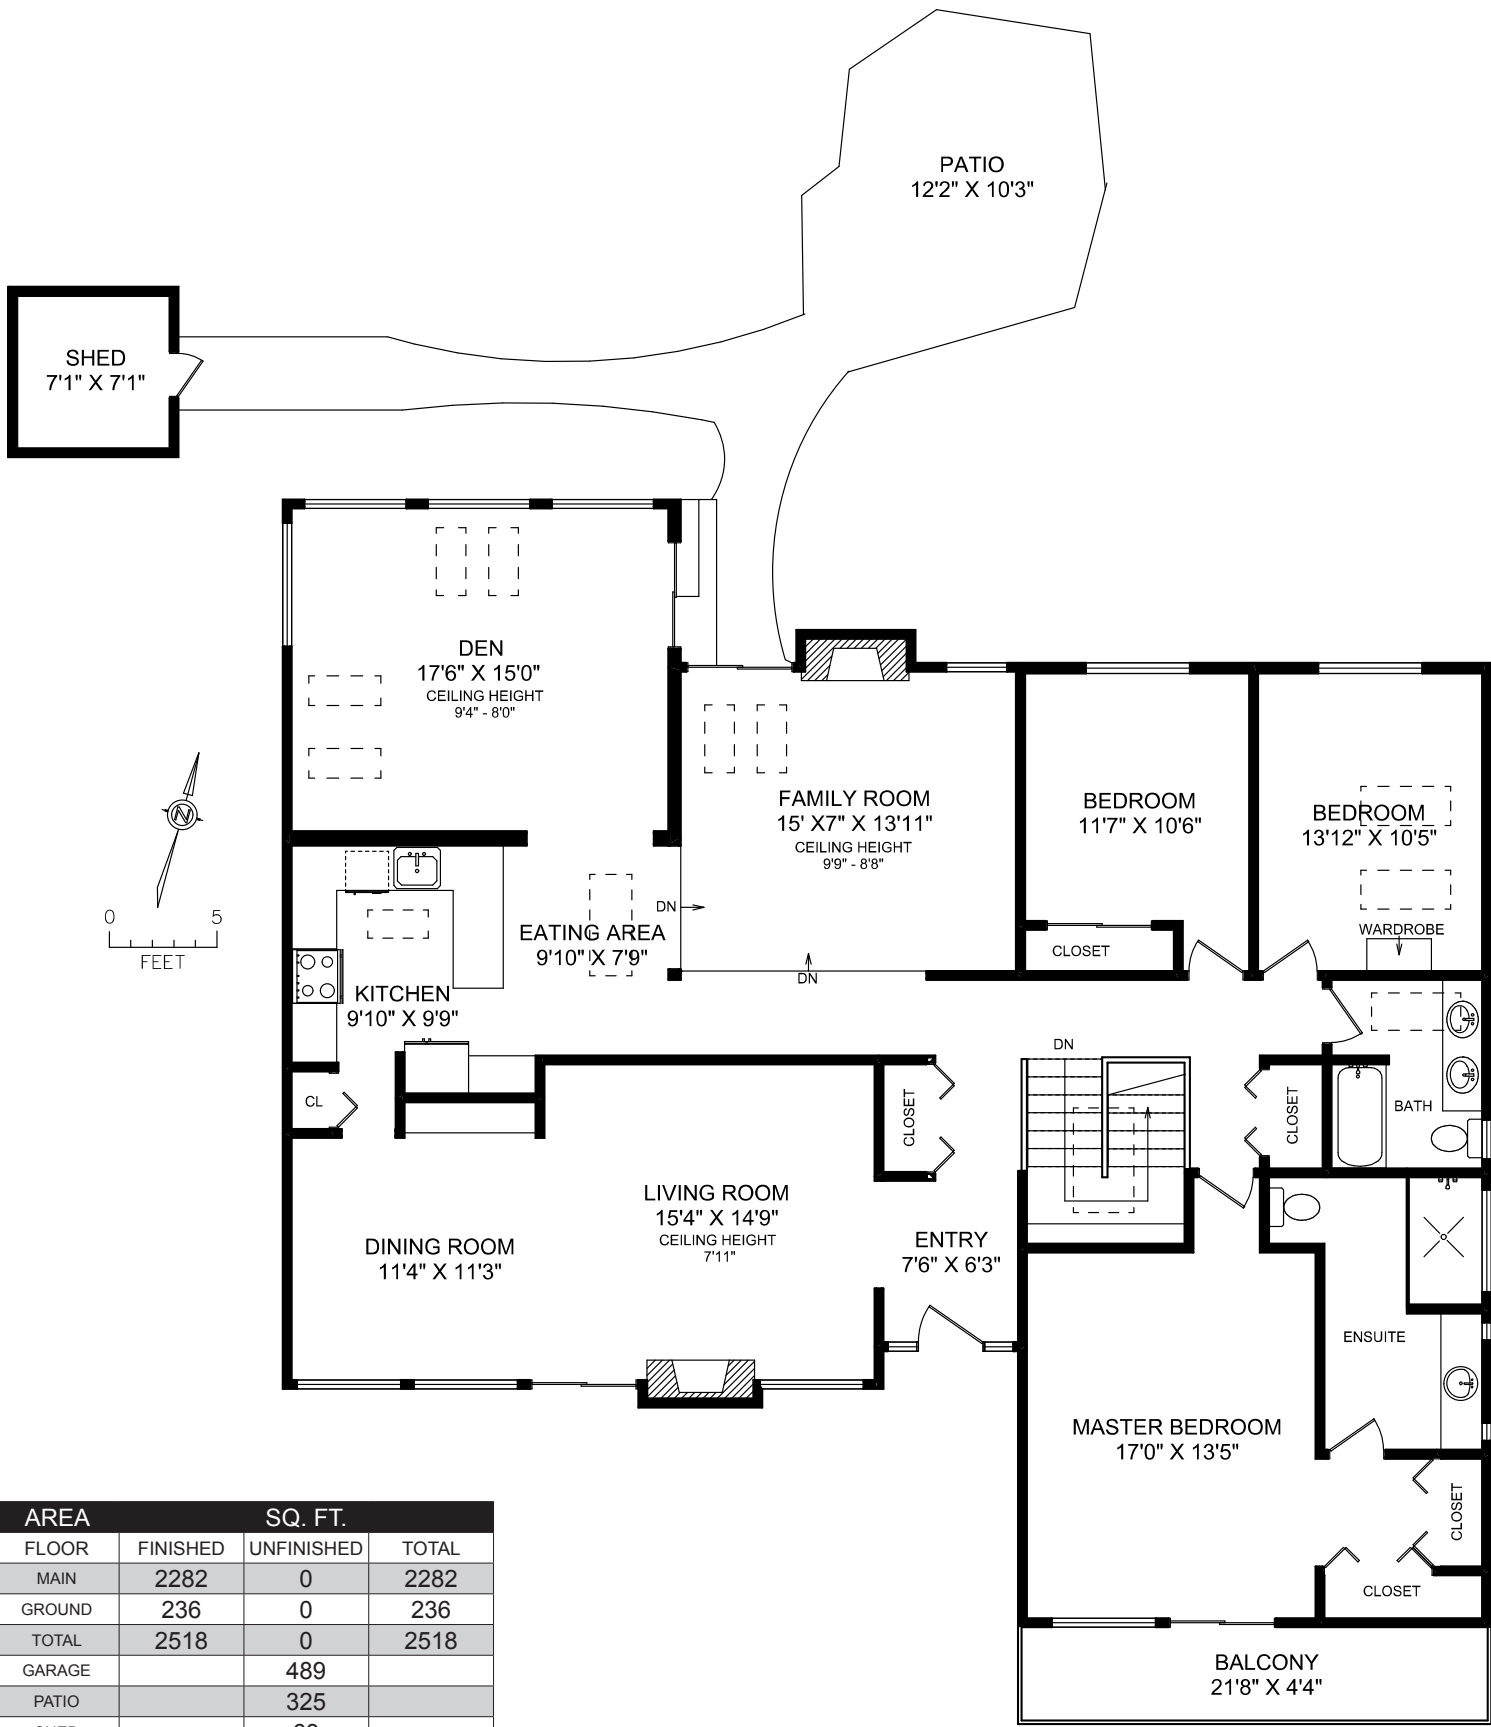 PATIO
12'2" X 10'3"
SHED
7'1" X 7'1"
DEN
17'6" X 15'0"
CEILING HEIGHT
9'4" - 8'0"
FAMILY ROOM
15' X7" X 13'11"
CEILING HEIGHT
9'9" - 8'8"
BEDROOM
11'7" X 10'6"
BEDROOM
13'12" X 10'5"
WARDROBE
CLOSET
N
0 5
FEET
DN
EATING AREA
9'10" X 7'9"
DN
KITCHEN
9'10" X 9'9"
DN
CL
CLOSET
CLOSET
BATH
LIVING ROOM
15'4" X 14'9"
CEILING HEIGHT
7'11"
DINING ROOM
11'4" X 11'3"
ENTRY
7'6" X 6'3"
ENSUITE
MASTER BEDROOM
17'0" X 13'5"
CLOSET
CLOSET
BALCONY
21'8" X 4'4"
AREA SQ. FT.
FLOOR FINISHED UNFINISHED TOTAL
MAIN 2282 0 2282
GROUND 236 0 236
TOTAL 2518 0 2518
GARAGE 489
PATIO 325